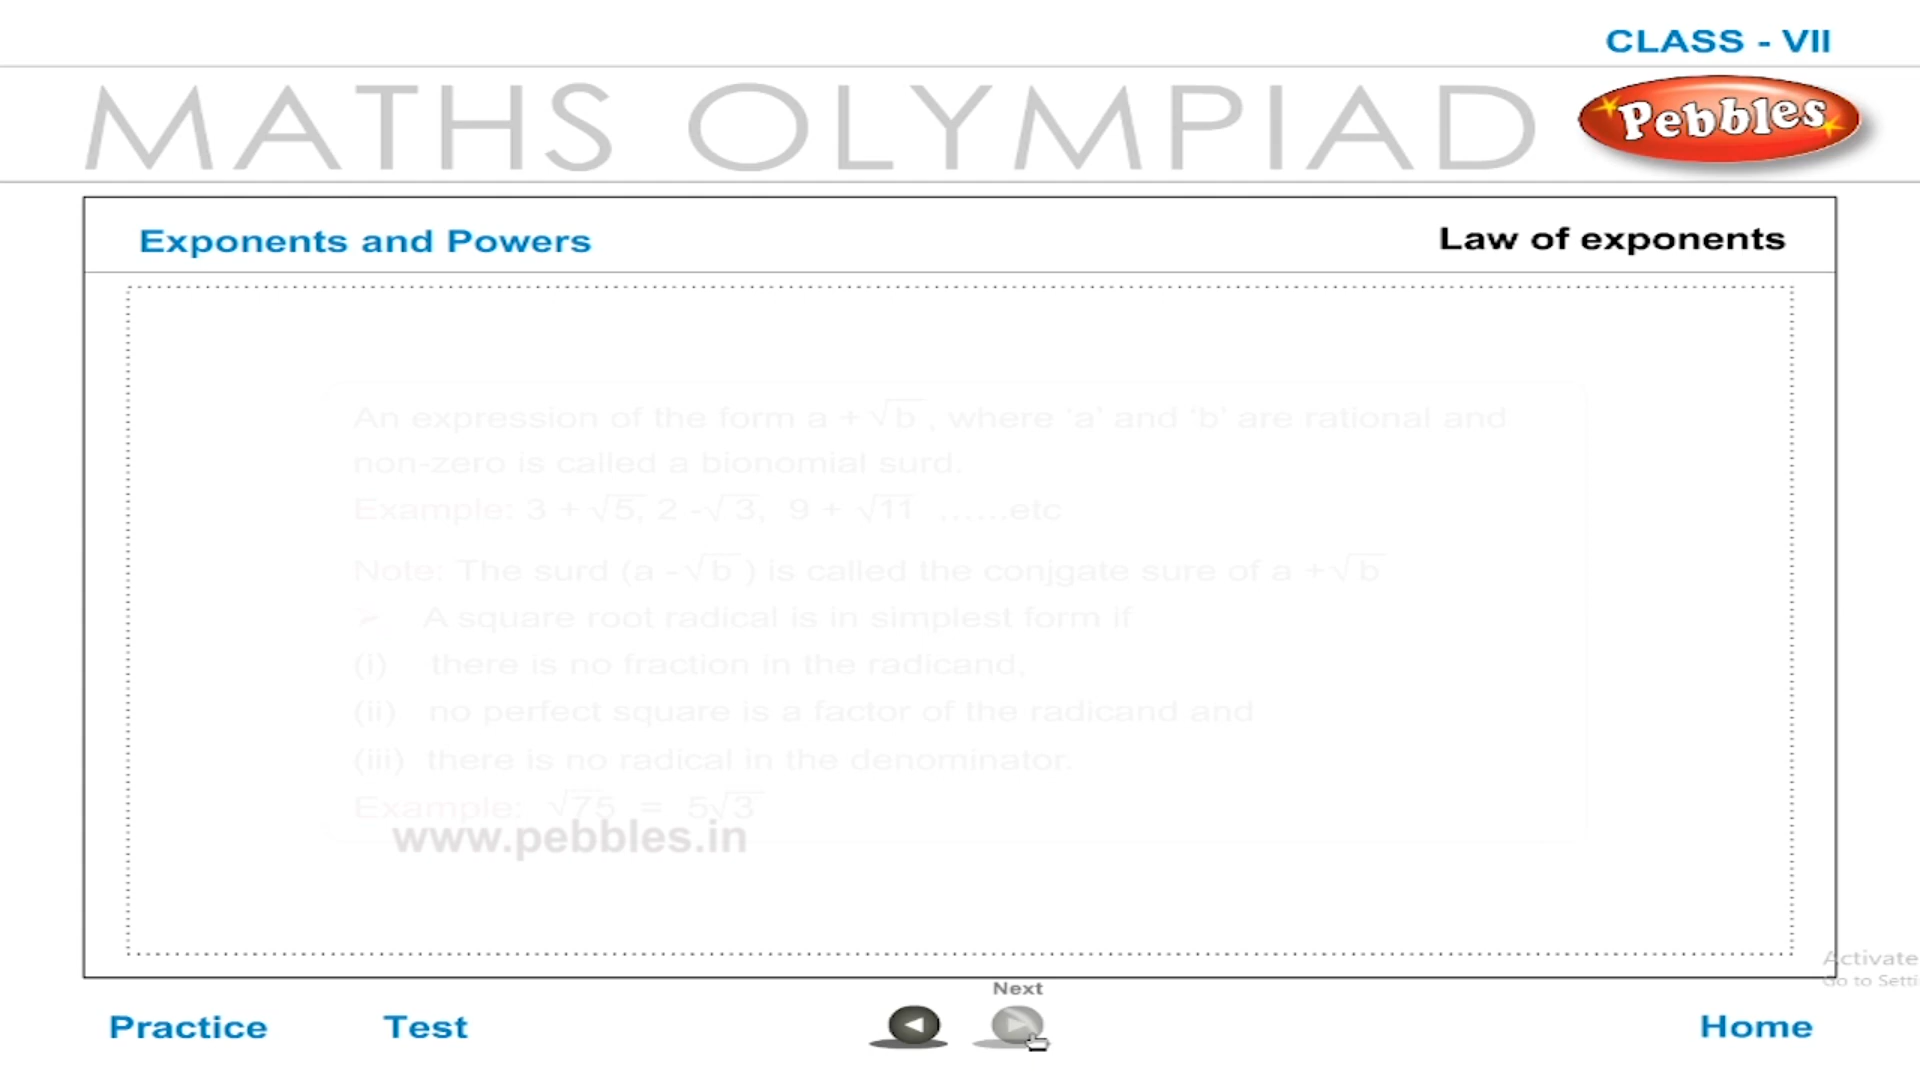 CLASS - VII
MATHS OLYMPIAD
Pebbles
Exponents and Powers
Law of exponents
An expression of the form a + √b , where ‘a’ and ‘b’ are rational and
non-zero is called a bionomial surd.
Example: 3 + √5, 2 -√3, 9 + √11 ......etc
Note: The surd (a - √b ) is called the conjgate sure of a + √b
➢ A square root radical is in simplest form if
(i) there is no fraction in the radicand,
(ii) no perfect square is a factor of the radicand and
(iii) there is no radical in the denominator.
Example: √75 = 5√3
www.pebbles.in
Activate
Go to Setti
Next
Practice
Test
Home